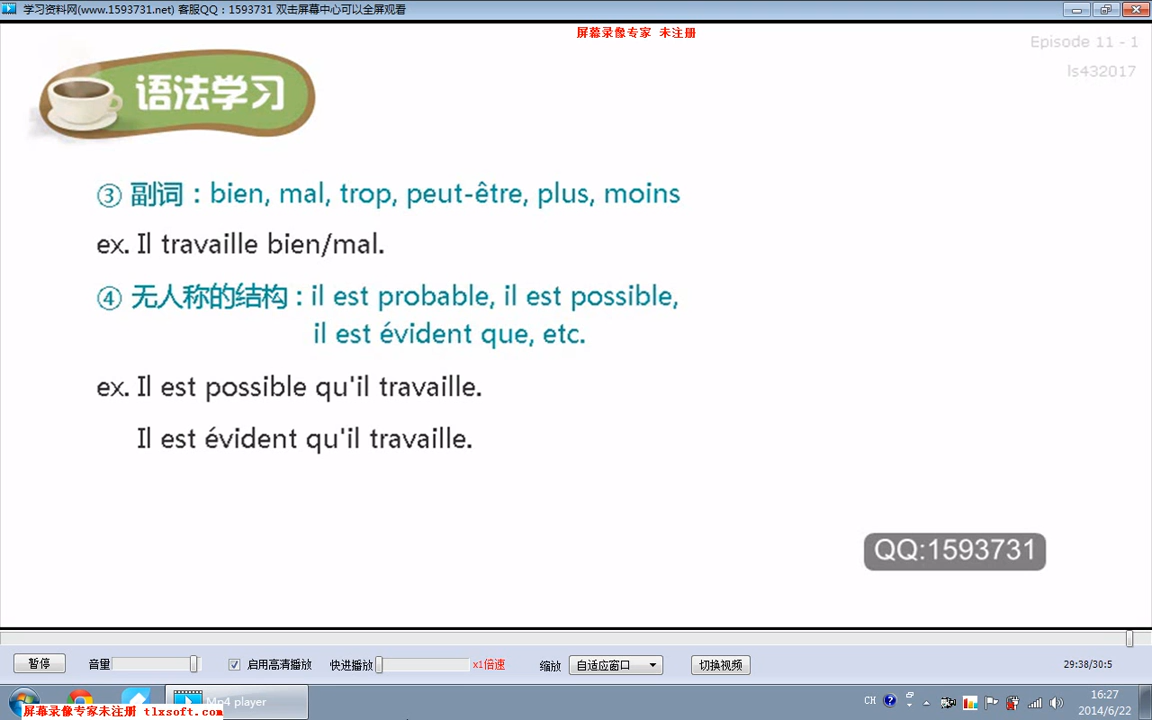 学习资料网(www.1593731.net) 客服QQ：1593731 双击屏幕中心可以全屏观看
屏幕录像专家 未注册
Episode 11 - 1
ls432017
语法学习
③ 副词：bien, mal, trop, peut-être, plus, moins
ex. Il travaille bien/mal.
④ 无人称的结构：il est probable, il est possible,
il est évident que, etc.
ex. Il est possible qu'il travaille.
Il est évident qu'il travaille.
QQ:1593731
暂停 音量 启用高清播放 快进播放 x1倍速 缩放 自适应窗口 切换视频 29:38/30:5
Mp4 player CH 16:27
2014/6/22
屏幕录像专家未注册 tlxsoft.com